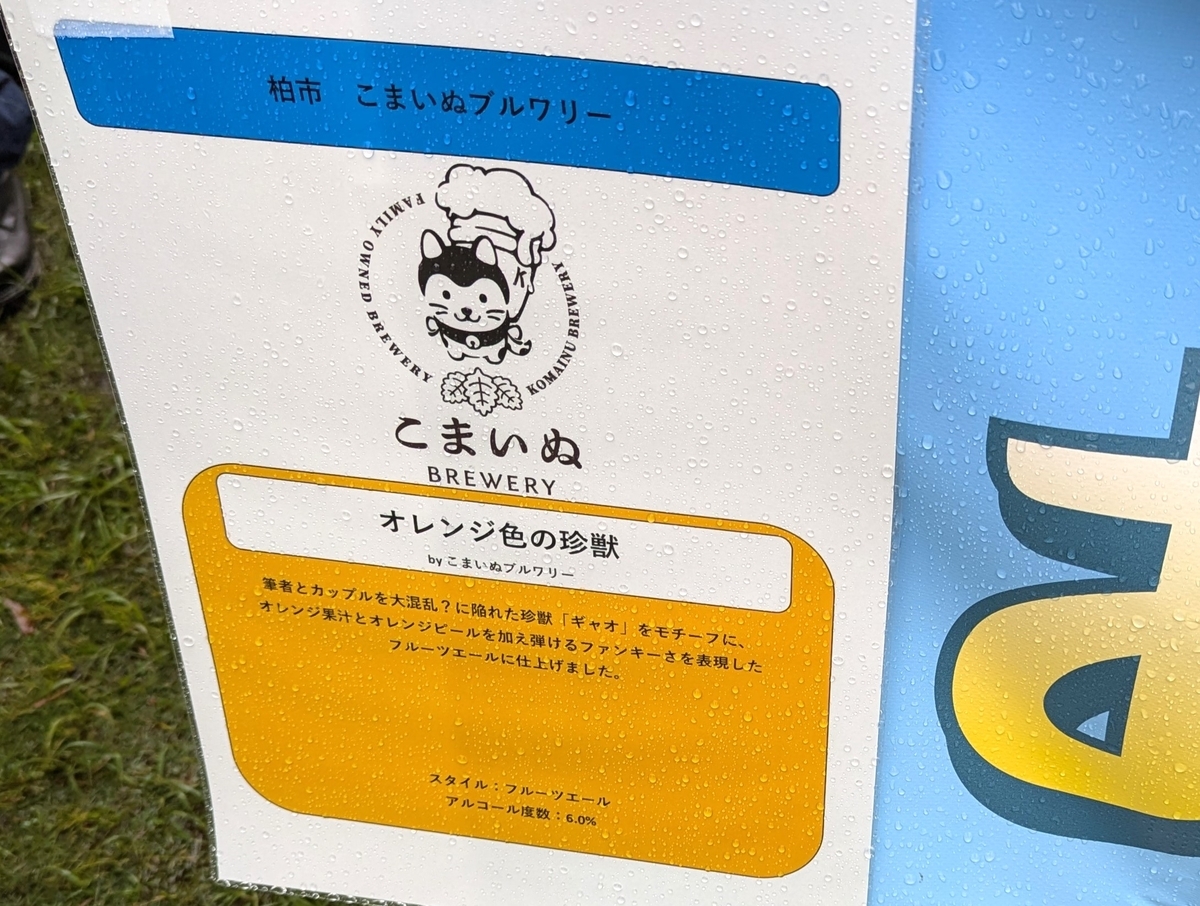 柏市　こまいぬブルワリー
FAMILY OWNED BREWERY
KOMAINU BREWERY
K
こまいぬ
BREWERY
オレンジ色の珍獣
by こまいぬブルワリー
筆者とカップルを大混乱？に陥れた珍獣「ギャオ」をモチーフに、
オレンジ果汁とオレンジピールを加え弾けるファンキーさを表現した
フルーツエールに仕上げました。
スタイル：フルーツエール
アルコール度数：6.0%